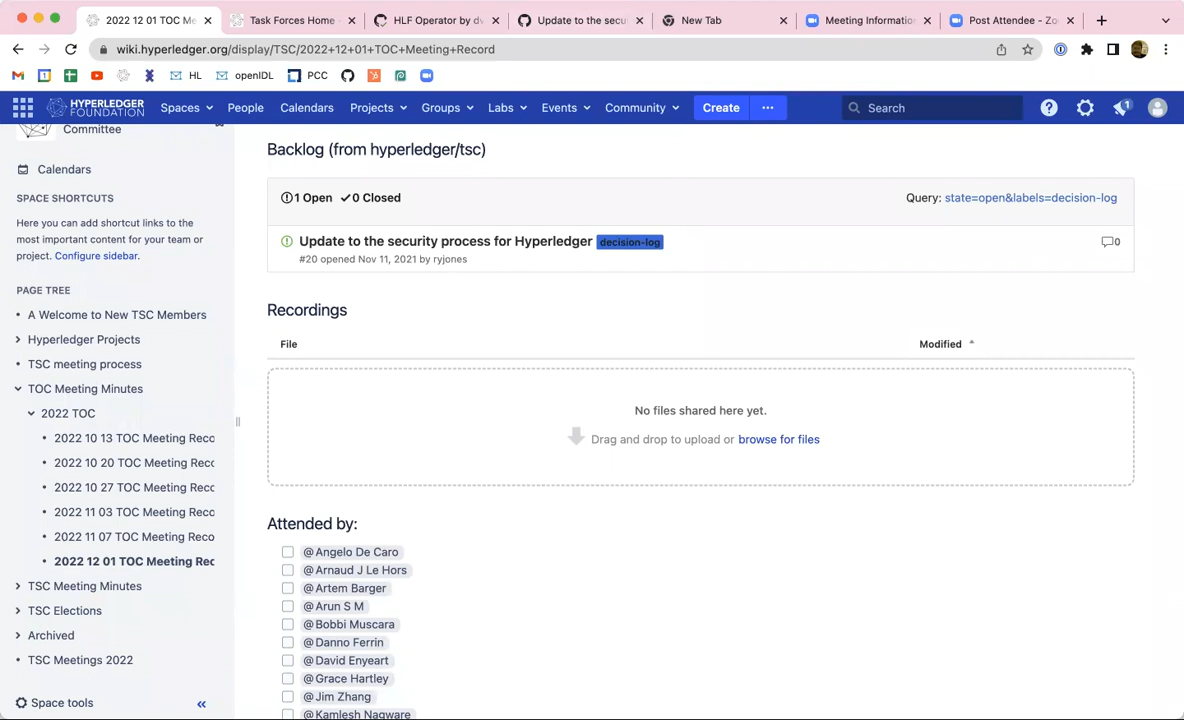 2022 12 01 TOC Me
Task Forces Home -
HLF Operator by dv
Update to the secu
New Tab
Meeting Informatio
Post Attendee - Zo
wiki.hyperledger.org/display/TSC/2022+12+01+TOC+Meeting+Record
HL
openIDL
PCC
HYPERLEDGER
FOUNDATION
Spaces
People
Calendars
Projects
Groups
Labs
Events
Community
Create
Search
1
Committee
Calendars
SPACE SHORTCUTS
Here you can add shortcut links to the
most important content for your team or
project. Configure sidebar.
PAGE TREE
A Welcome to New TSC Members
Hyperledger Projects
TSC meeting process
TOC Meeting Minutes
2022 TOC
2022 10 13 TOC Meeting Reco
2022 10 20 TOC Meeting Reco
2022 10 27 TOC Meeting Reco
2022 11 03 TOC Meeting Reco
2022 11 07 TOC Meeting Reco
2022 12 01 TOC Meeting Rec
TSC Meeting Minutes
TSC Elections
Archived
TSC Meetings 2022
Space tools
Backlog (from hyperledger/tsc)
1 Open 0 Closed
Query: state=open&labels=decision-log
Update to the security process for Hyperledger decision-log
0
#20 opened Nov 11, 2021 by ryjones
Recordings
File
Modified
No files shared here yet.
Drag and drop to upload or browse for files
Attended by:
@Angelo De Caro
@Arnaud J Le Hors
@Artem Barger
@Arun S M
@Bobbi Muscara
@Danno Ferrin
@David Enyeart
@Grace Hartley
@Jim Zhang
@Kamlesh Nagware